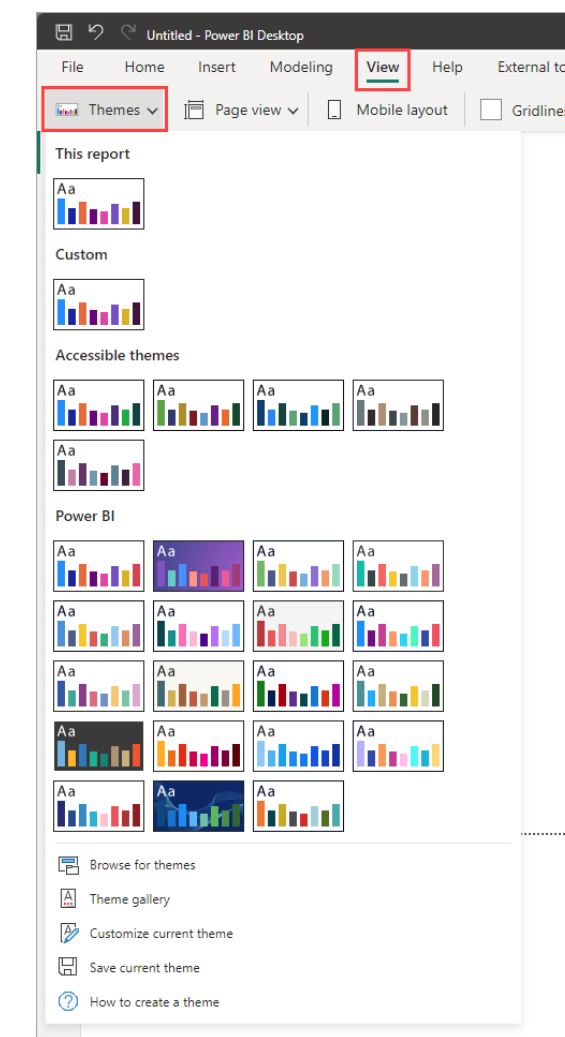 Untitled - Power BI Desktop
File Home Insert Modeling View Help External to
Themes Page view Mobile layout Gridlines
This report
Aa
Custom
Aa
Accessible themes
Aa Aa Aa Aa
Aa
Power BI
Aa Aa Aa Aa
Aa Aa Aa Aa
Aa Aa Aa Aa
Aa Aa Aa Aa
Aa Aa Aa
Browse for themes
Theme gallery
Customize current theme
Save current theme
How to create a theme